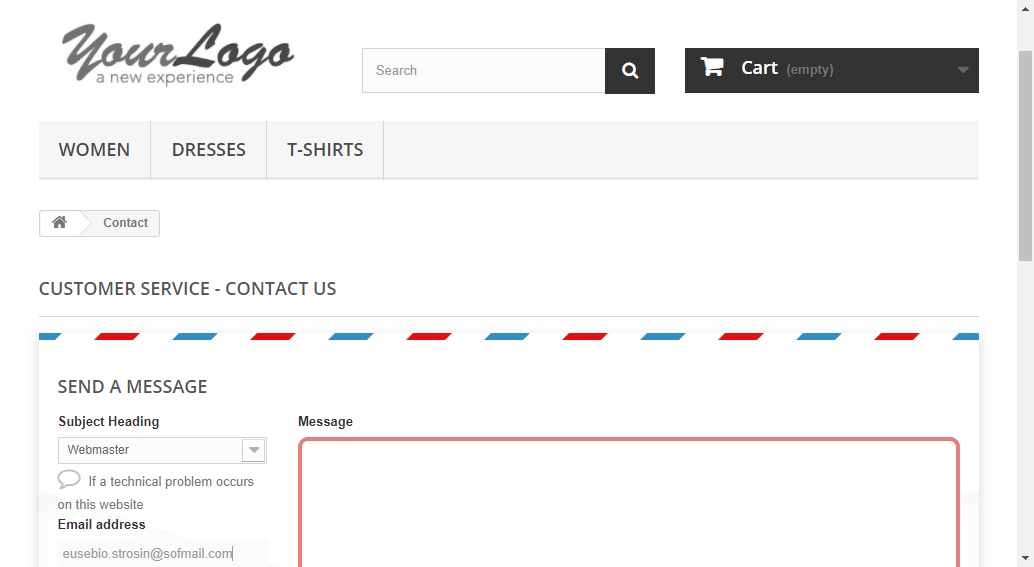 YourLogo
a new experience
Search
Cart (empty)
WOMEN DRESSES T-SHIRTS
Contact
CUSTOMER SERVICE - CONTACT US
SEND A MESSAGE
Subject Heading
Webmaster
If a technical problem occurs
on this website
Email address
eusebio.strosin@sofmail.com
Message